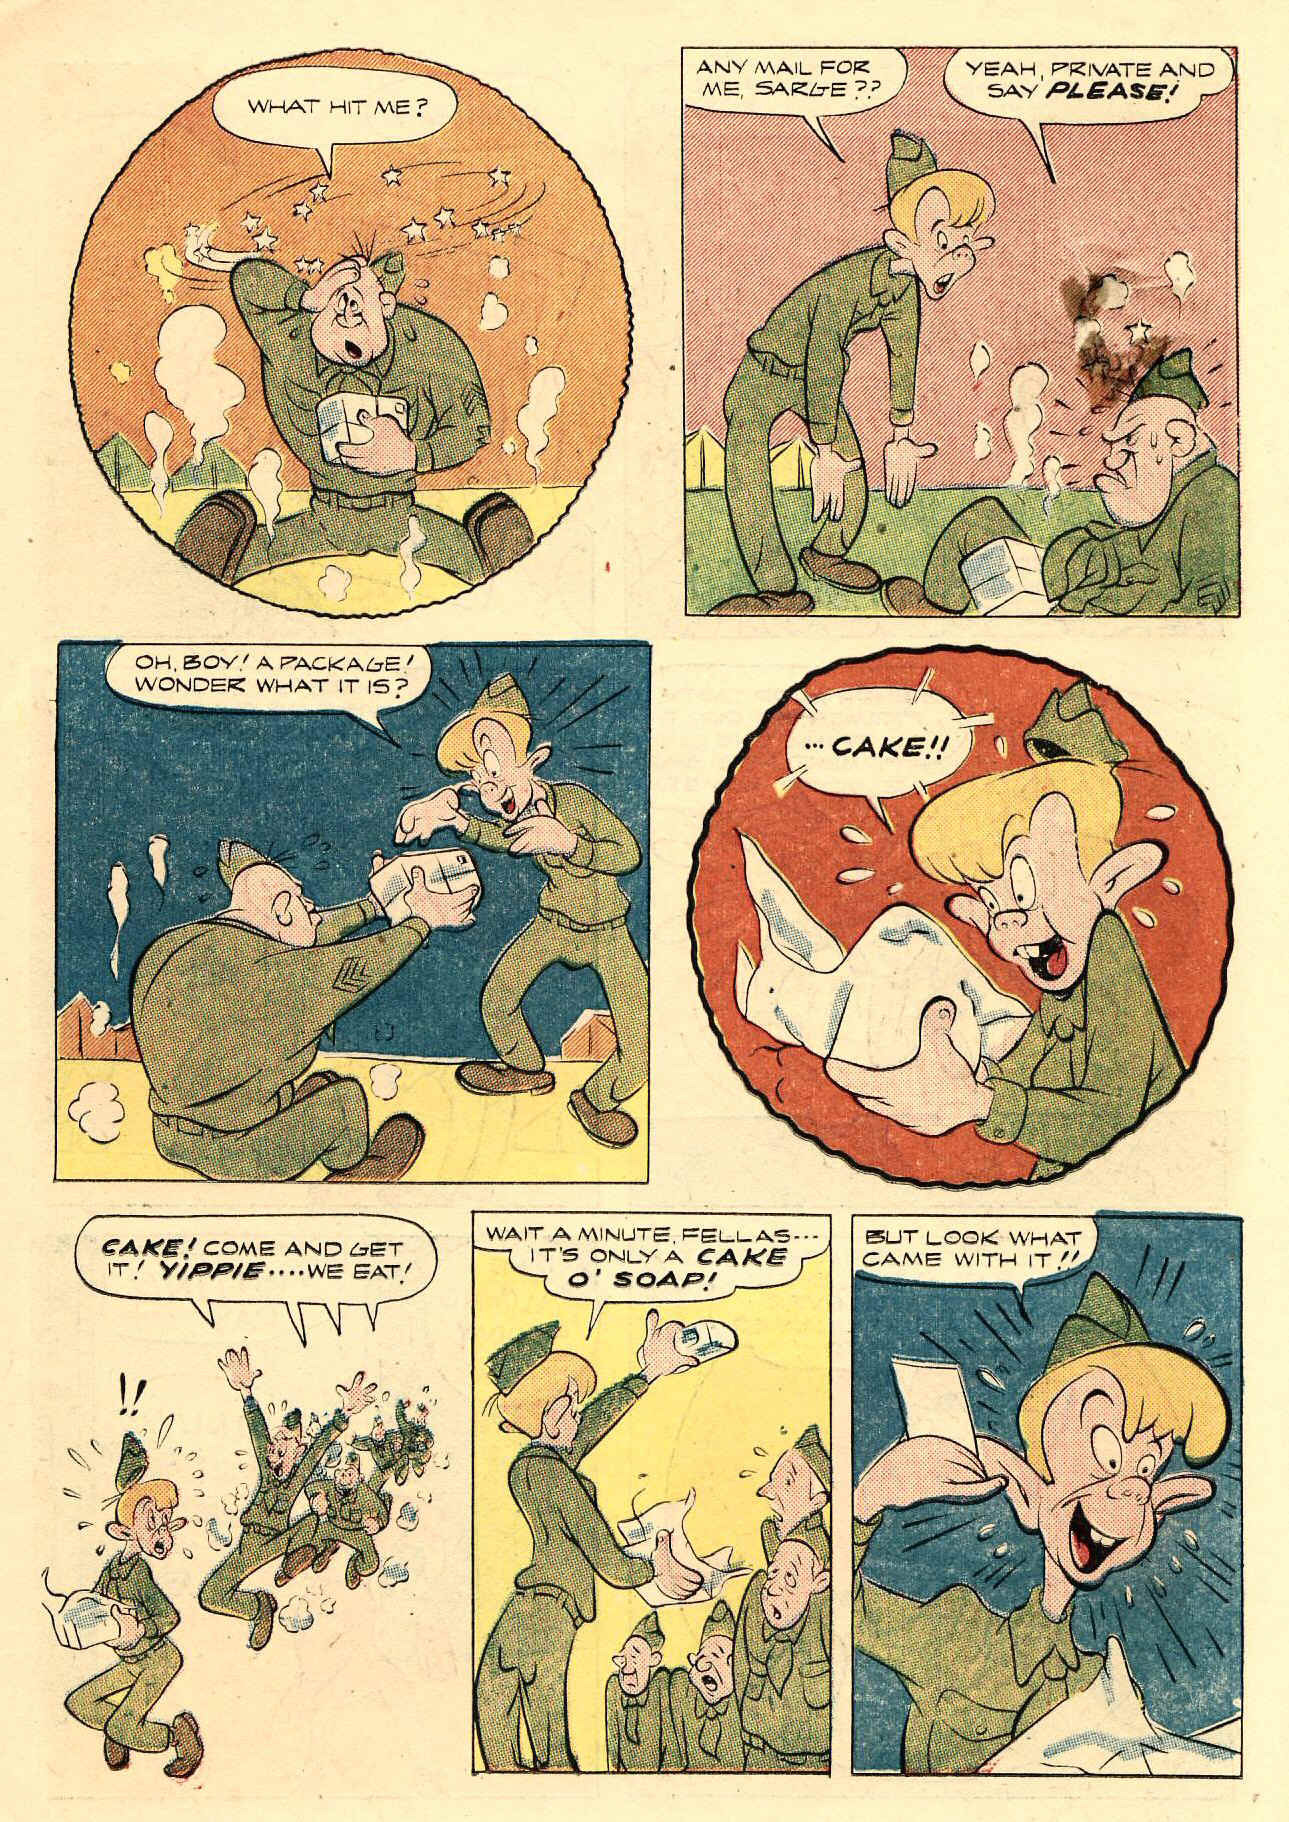 WHAT HIT ME?
ANY MAIL FOR
ME, SARGE??
YEAH, PRIVATE AND
SAY PLEASE!
OH, BOY! A PACKAGE!
WONDER WHAT IT IS?
... CAKE!!
CAKE! COME AND GET
IT! YIPPIE....WE EAT!
!!
WAIT A MINUTE, FELLAS---
IT'S ONLY A CAKE
O' SOAP!
BUT LOOK WHAT
CAME WITH IT!!